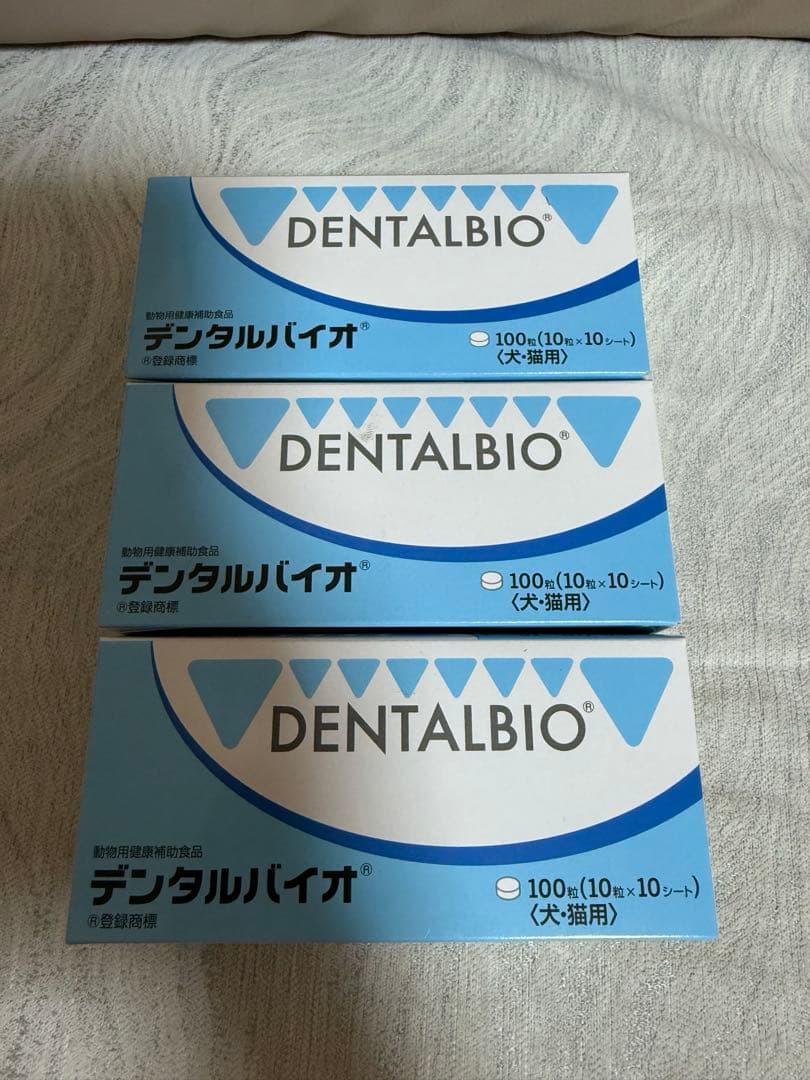 DENTALBIO®
動物用健康補助食品
デンタルバイオ®
®登録商標
100粒(10粒×10シート)
〈犬・猫用〉
DENTALBIO®
動物用健康補助食品
デンタルバイオ®
®登録商標
100粒(10粒×10シート)
〈犬・猫用〉
DENTALBIO®
動物用健康補助食品
デンタルバイオ®
®登録商標
100粒(10粒×10シート)
〈犬・猫用〉